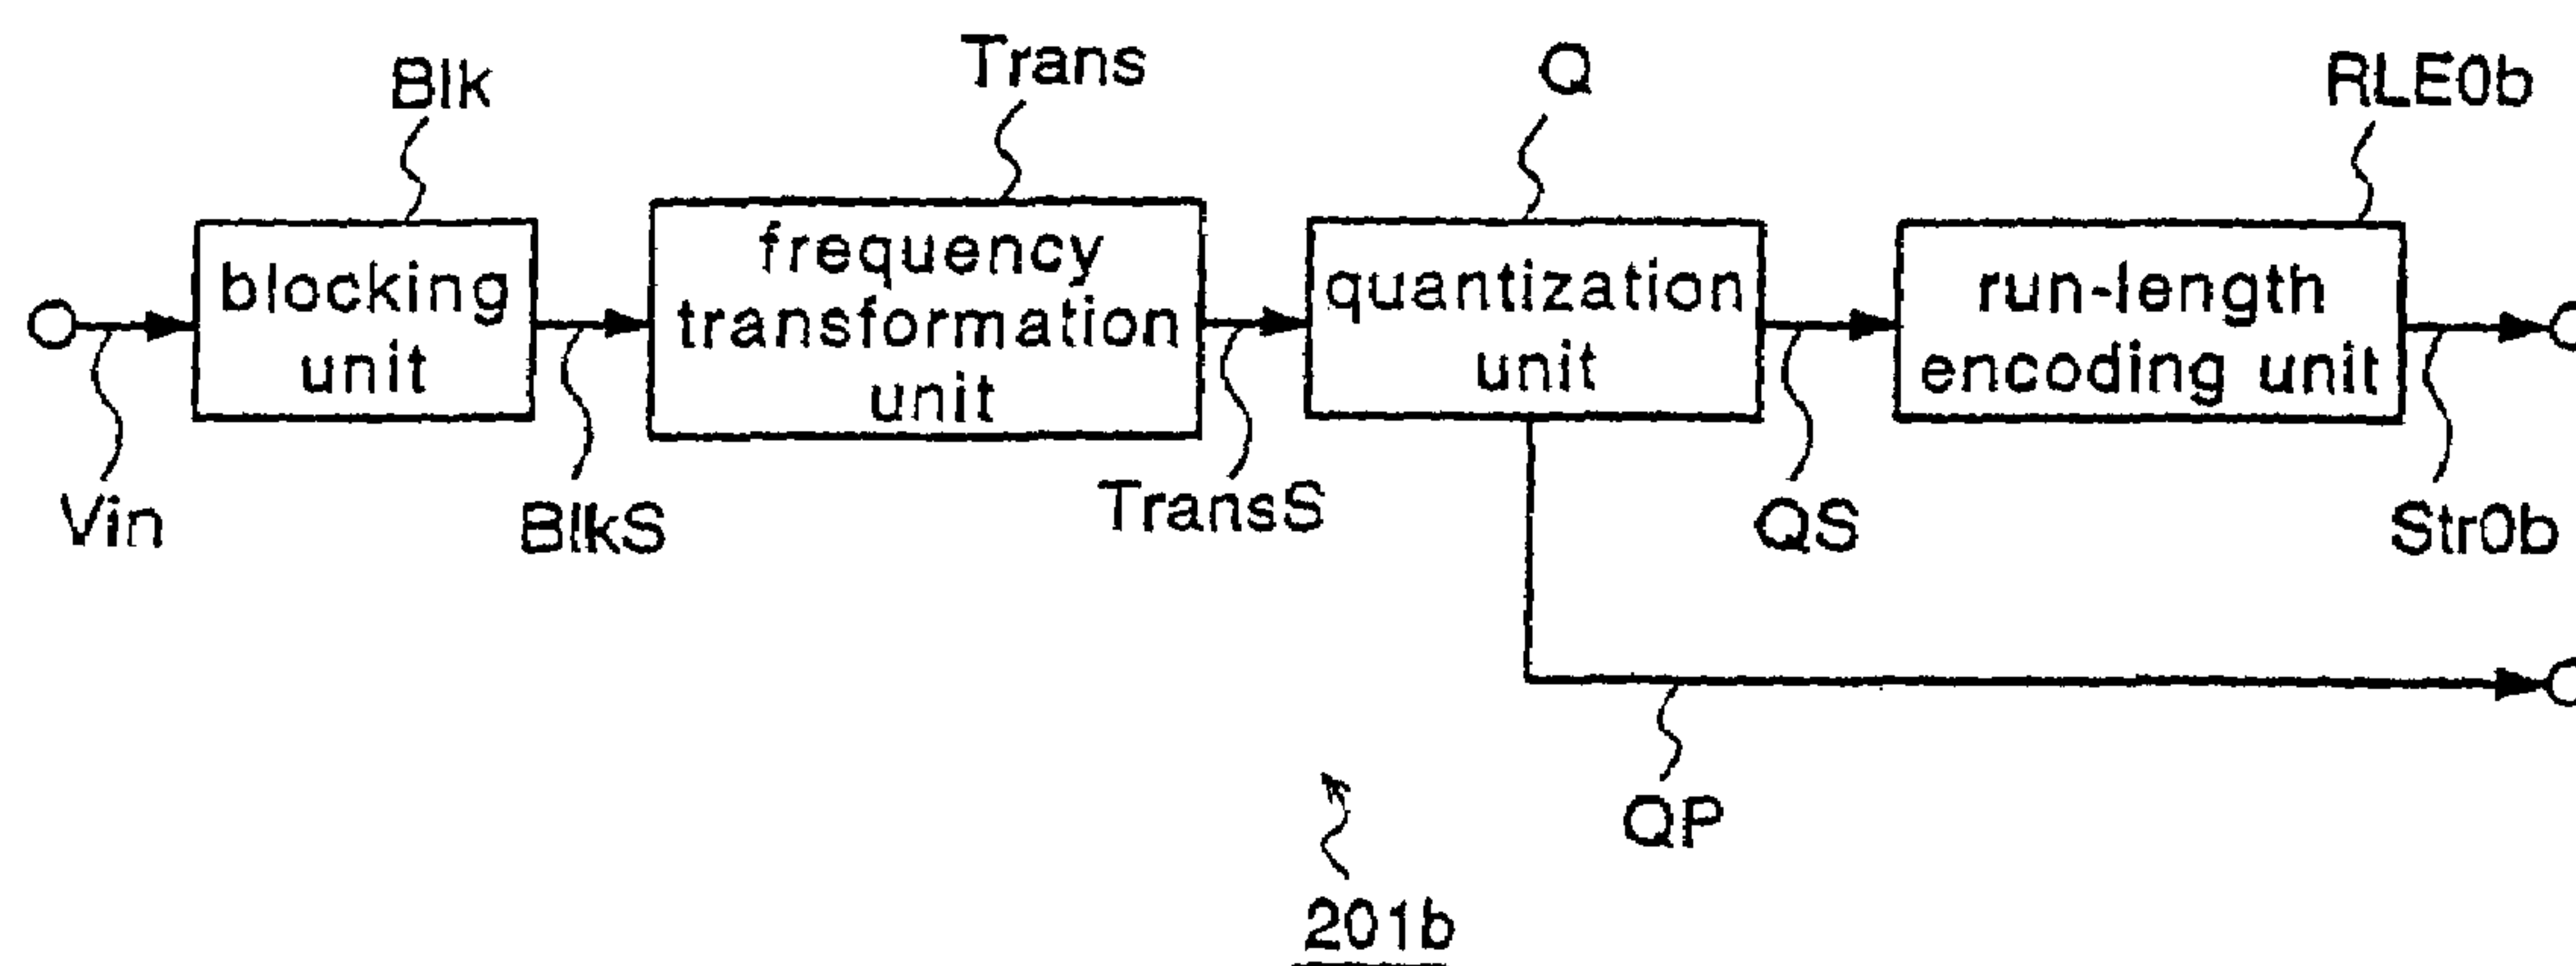 Blk
Trans
Q
RLE0b
blocking
unit
frequency
transformation
unit
quantization
unit
run-length
encoding unit
Vin
BlkS
TransS
QS
Str0b
QP
201b